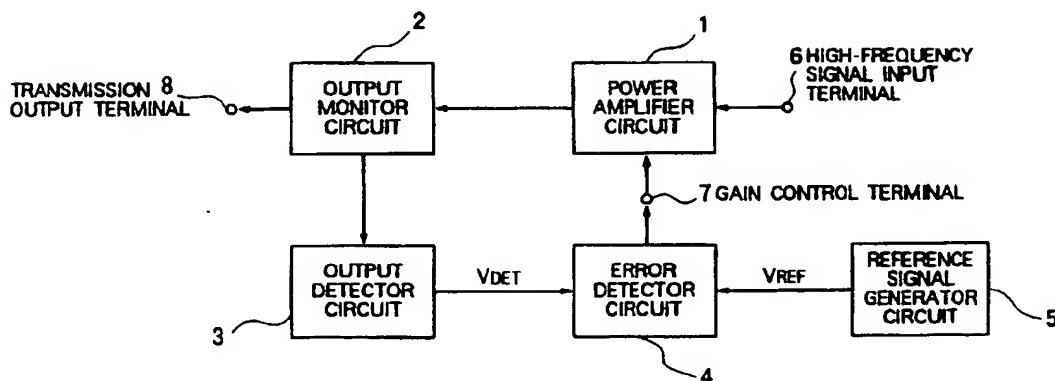 2
1
TRANSMISSION 8
OUTPUT TERMINAL
OUTPUT
MONITOR
CIRCUIT
POWER
AMPLIFIER
CIRCUIT
6 HIGH-FREQUENCY
SIGNAL INPUT
TERMINAL
7 GAIN CONTROL TERMINAL
OUTPUT
DETECTOR
CIRCUIT
VDET
ERROR
DETECTOR
CIRCUIT
VREF
REFERENCE
SIGNAL
GENERATOR
CIRCUIT
3
4
5